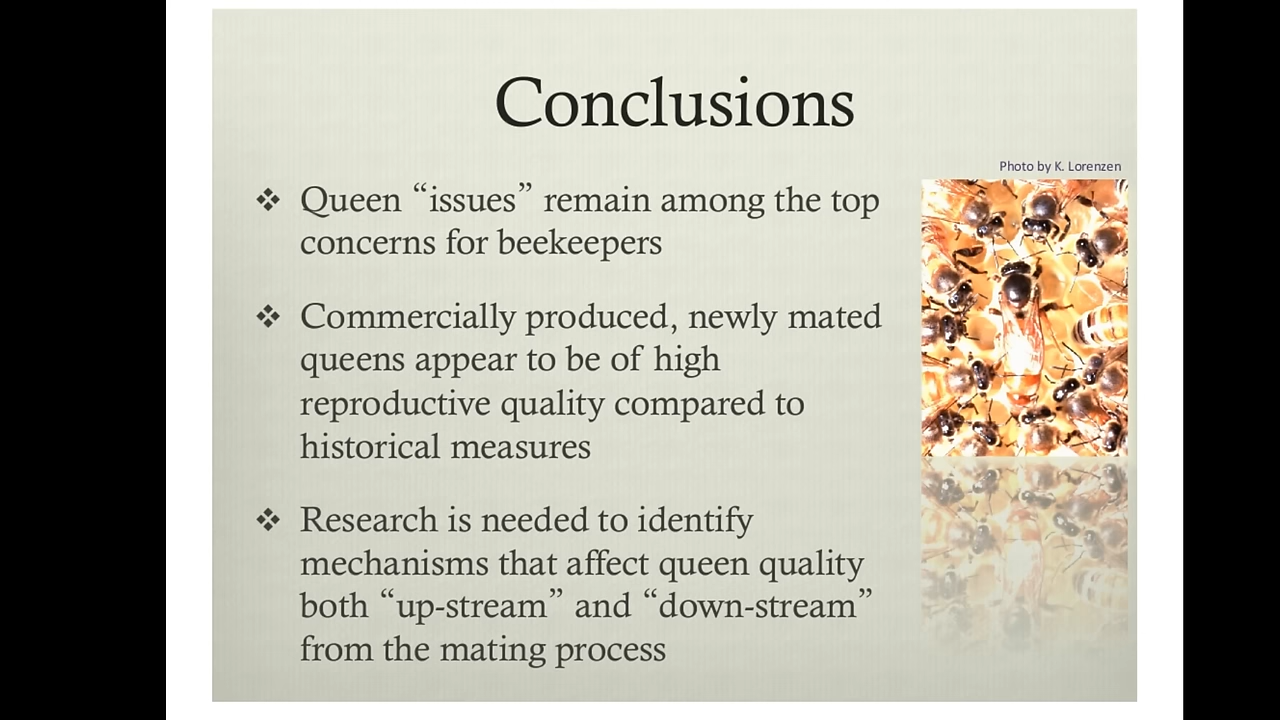 Conclusions
Photo by K. Lorenzen
❖ Queen “issues” remain among the top
concerns for beekeepers
❖ Commercially produced, newly mated
queens appear to be of high
reproductive quality compared to
historical measures
❖ Research is needed to identify
mechanisms that affect queen quality
both “up-stream” and “down-stream”
from the mating process